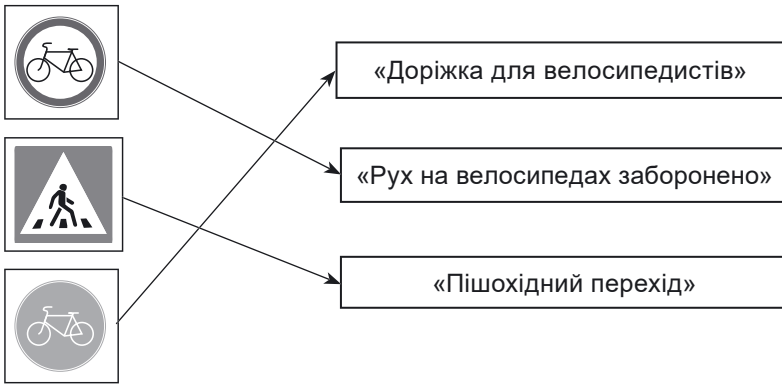 «Доріжка для велосипедистів»
«Рух на велосипедах заборонено»
«Пішохідний перехід»